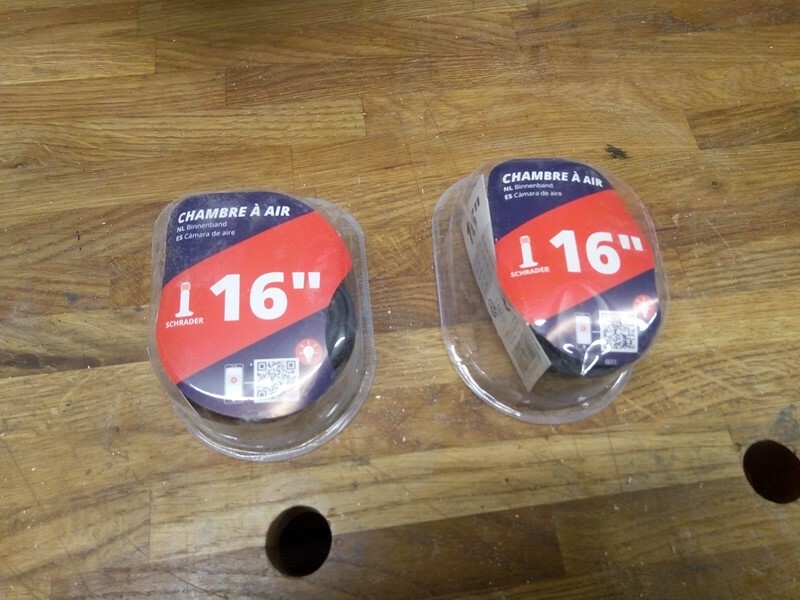 CHAMBRE À AIR
NL Binnenband
ES Cámara de aire
SCHRADER
16"
CHAMBRE À AIR
NL Binnenband
ES Cámara de aire
SCHRADER
16"